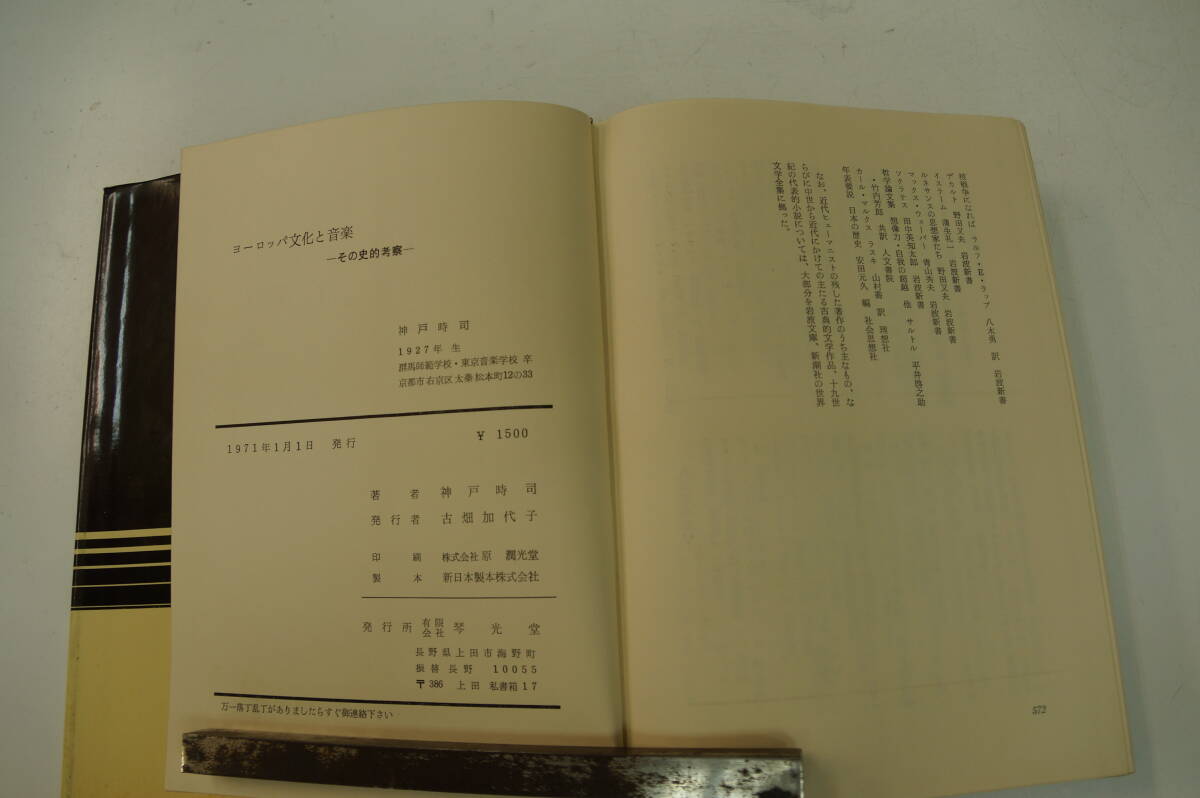 核戦争になれば ラルフ・E・ラップ 八木勇 訳 岩波新書
デカルト 野田又夫 岩波新書
イスラーム 蒲生礼一 岩波新書
ルネサンスの思想家たち 野田又夫 岩波新書
マックス・ウェーバー 青山秀夫 岩波新書
ソクラテス 田中美知太郎 岩波新書
哲学論文集 想像力・自我の超越 他 サルトル 平井啓之助
・竹内芳郎 共訳 人文書院
カール・マルクス ラスキ 山村喬 訳 理想社
年表要説 日本の歴史 安田元久 編 社会思想社
なお、近代ヒューマニストの残した著作のうち主なもの、な
らびに中世から近代にかけての主たる古典的文学作品、十九世
紀の代表的小説については、大部分を岩波文庫、新潮社の世界
文学全集に拠った。
572
ヨーロッパ文化と音楽
―その史的考察―
神戸時司
1927年 生
群馬師範学校・東京音楽学校 卒
京都市右京区太秦松本町12の33
1971年1月1日 発行 ¥ 1500
著者 神戸時司
発行者 古畑加代子
印刷 株式会社 原 潤光堂
製本 新日本製本株式会社
発行所 有限会社 琴光堂
長野県上田市海野町
振替長野 10055
〒386 上田 私書箱17
万一落丁乱丁がありましたらすぐ御連絡下さい